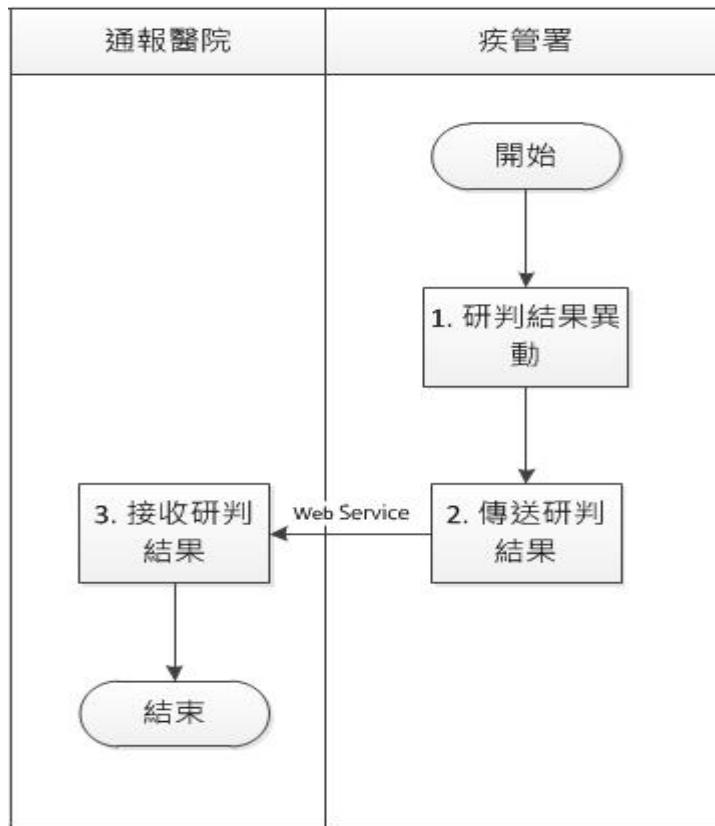 通報醫院
疾管署
開始
1. 研判結果異
動
2. 傳送研判
結果
Web Service
3. 接收研判
結果
結束